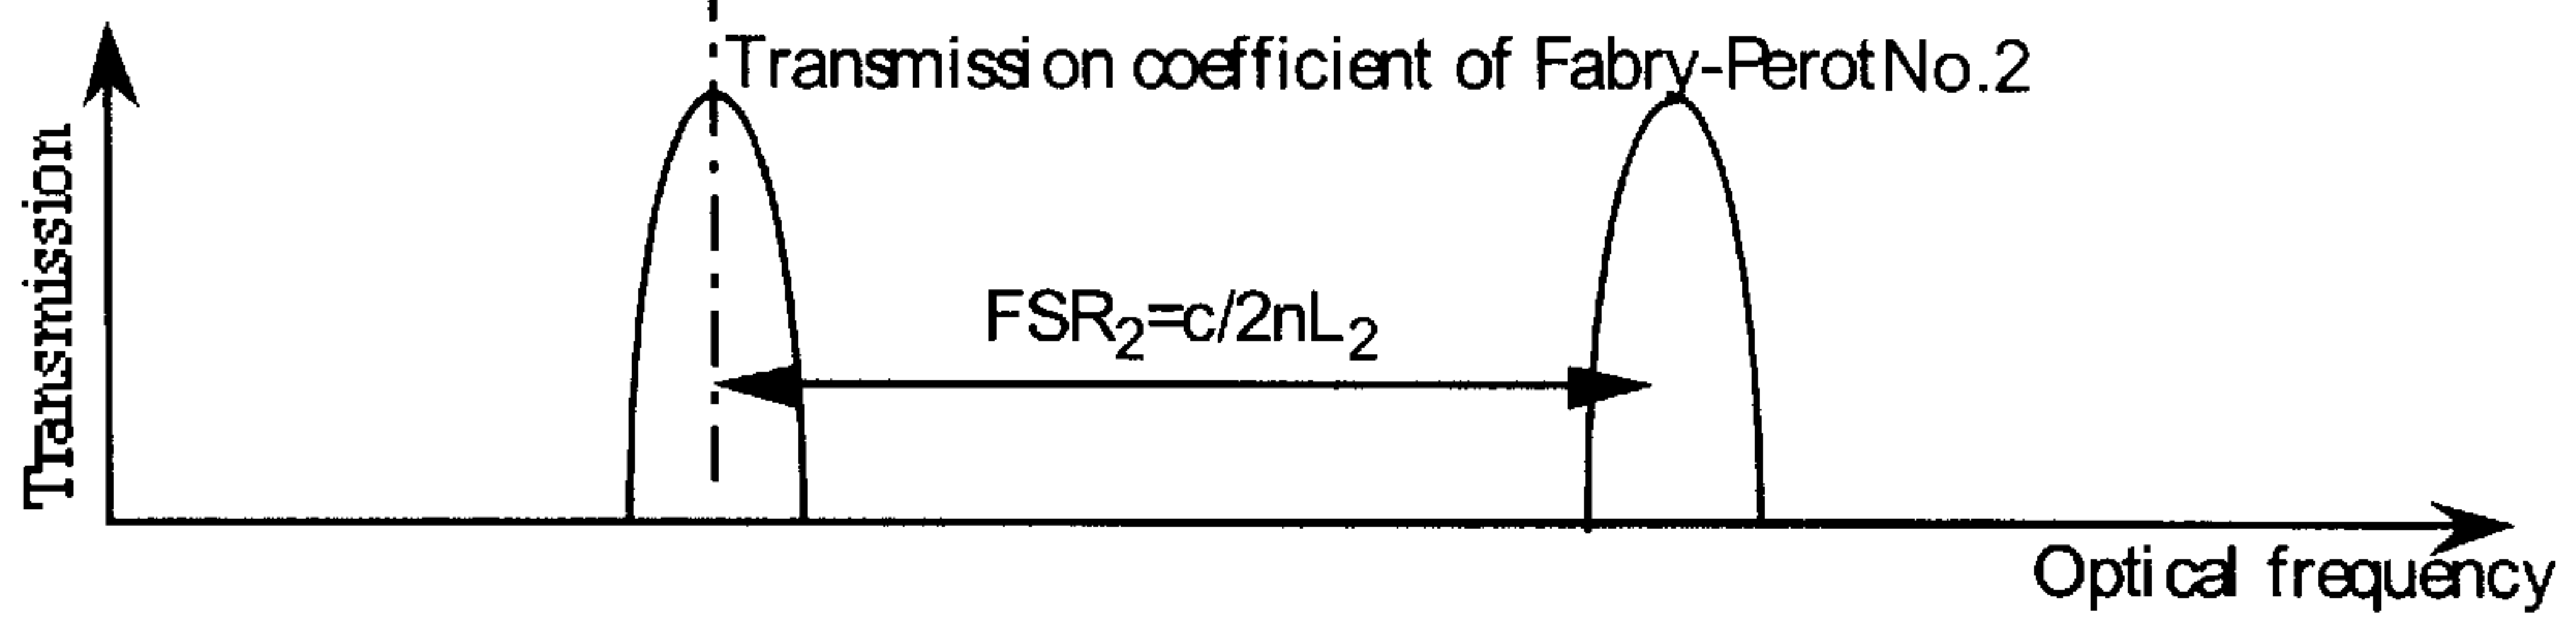 Transmission coefficient of Fabry-Perot No.2
Transmission
FSR₂=c/2nL₂
Optical frequency